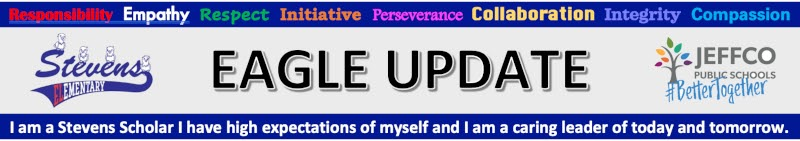 Responsibility Empathy Respect Initiative Perseverance Collaboration Integrity Compassion
Stevens
ELEMENTARY
EAGLE UPDATE
JEFFCO
PUBLIC SCHOOLS
#BetterTogether
I am a Stevens Scholar I have high expectations of myself and I am a caring leader of today and tomorrow.